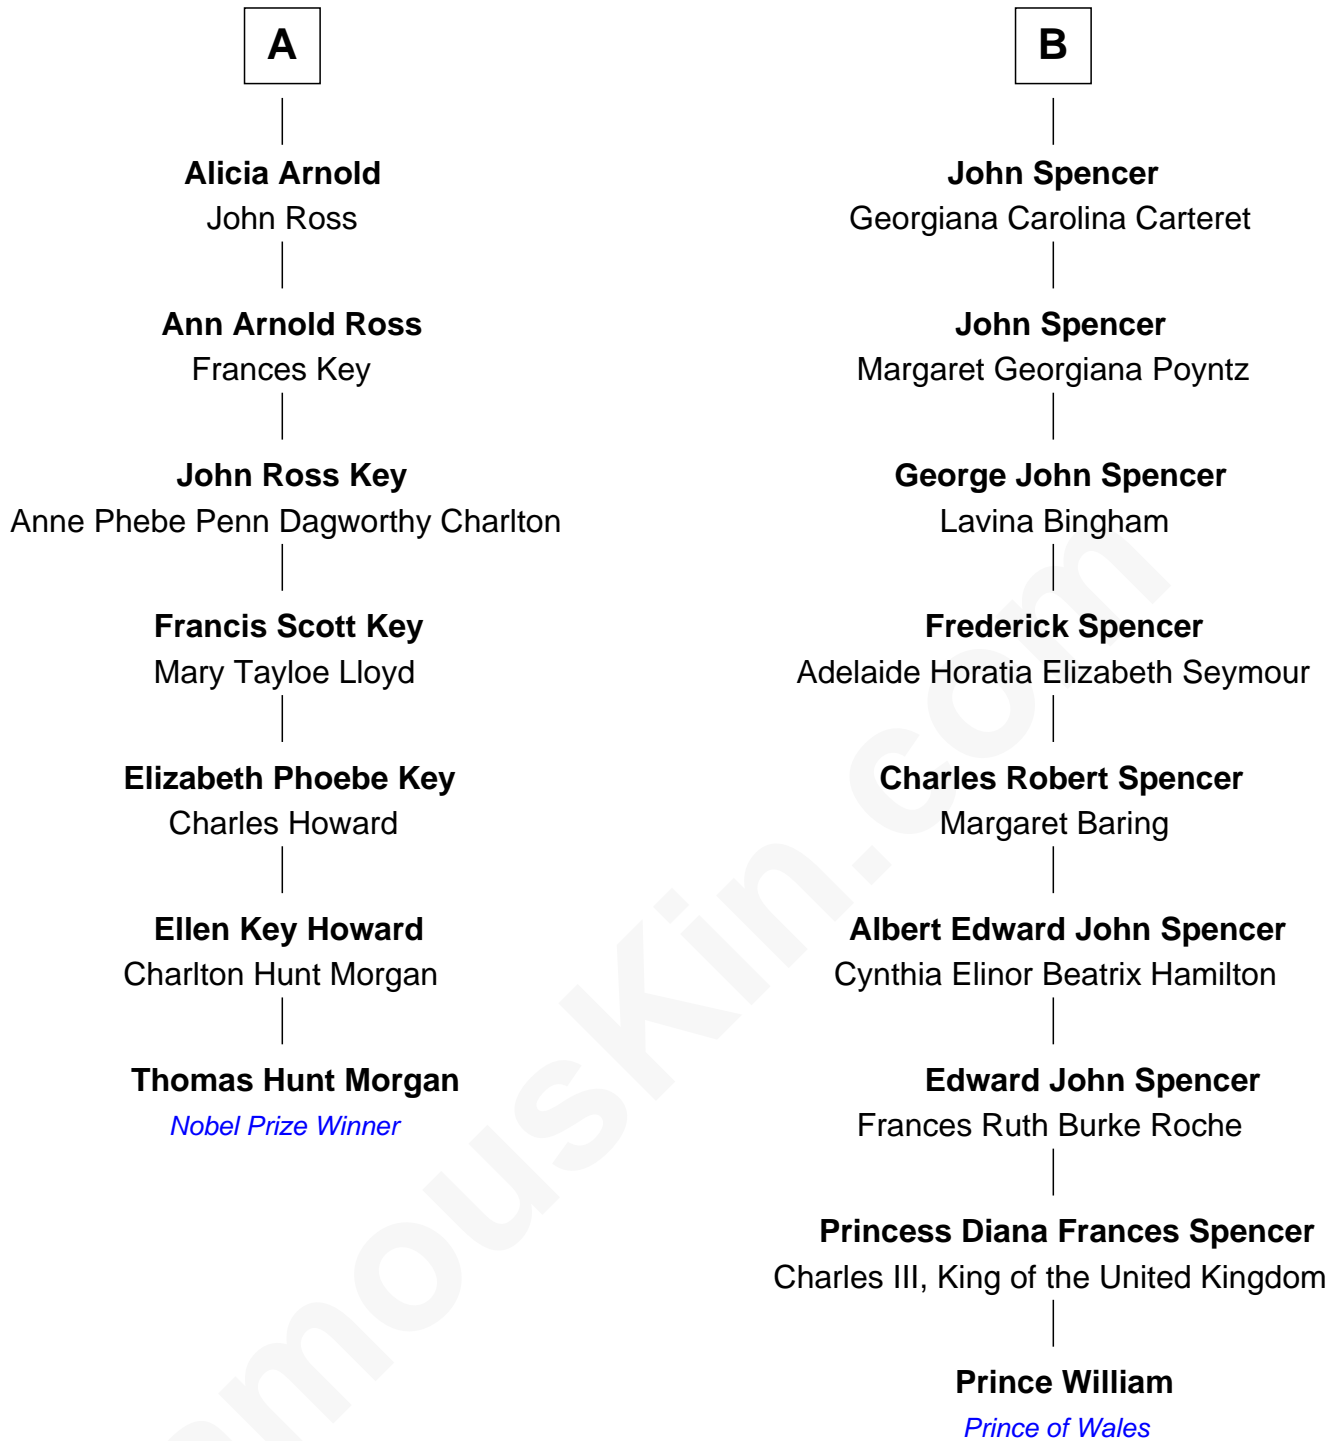 A
Alicia Arnold
John Ross
Ann Arnold Ross
Frances Key
John Ross Key
Anne Phebe Penn Dagworthy Charlton
Francis Scott Key
Mary Tayloe Lloyd
Elizabeth Phoebe Key
Charles Howard
Ellen Key Howard
Charlton Hunt Morgan
Thomas Hunt Morgan
Nobel Prize Winner
B
John Spencer
Georgiana Carolina Carteret
John Spencer
Margaret Georgiana Poyntz
George John Spencer
Lavina Bingham
Frederick Spencer
Adelaide Horatia Elizabeth Seymour
Charles Robert Spencer
Margaret Baring
Albert Edward John Spencer
Cynthia Elinor Beatrix Hamilton
Edward John Spencer
Frances Ruth Burke Roche
Princess Diana Frances Spencer
Charles III, King of the United Kingdom
Prince William
Prince of Wales
amousKin.com